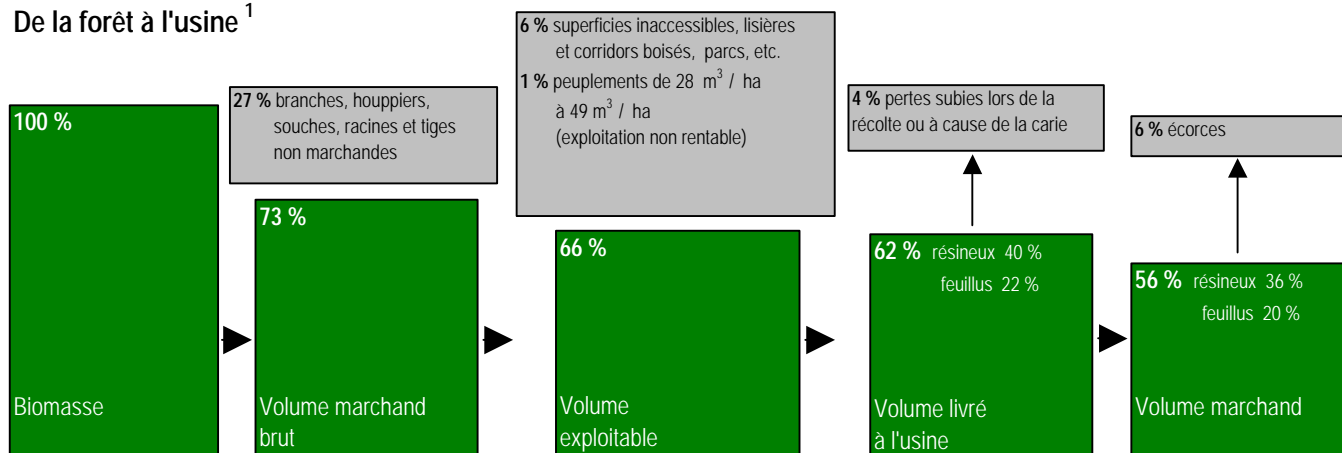 De la forêt à l'usine ¹
100 %
Biomasse
27 % branches, houppiers,
souches, racines et tiges
non marchandes
73 %
Volume marchand
brut
6 % superficies inaccessibles, lisières
et corridors boisés, parcs, etc.
1 % peuplements de 28 m³ / ha
à 49 m³ / ha
(exploitation non rentable)
66 %
Volume
exploitable
4 % pertes subies lors de la
récolte ou à cause de la carie
62 % résineux 40 %
feuillus 22 %
Volume livré
à l'usine
6 % écorces
56 % résineux 36 %
feuillus 20 %
Volume marchand